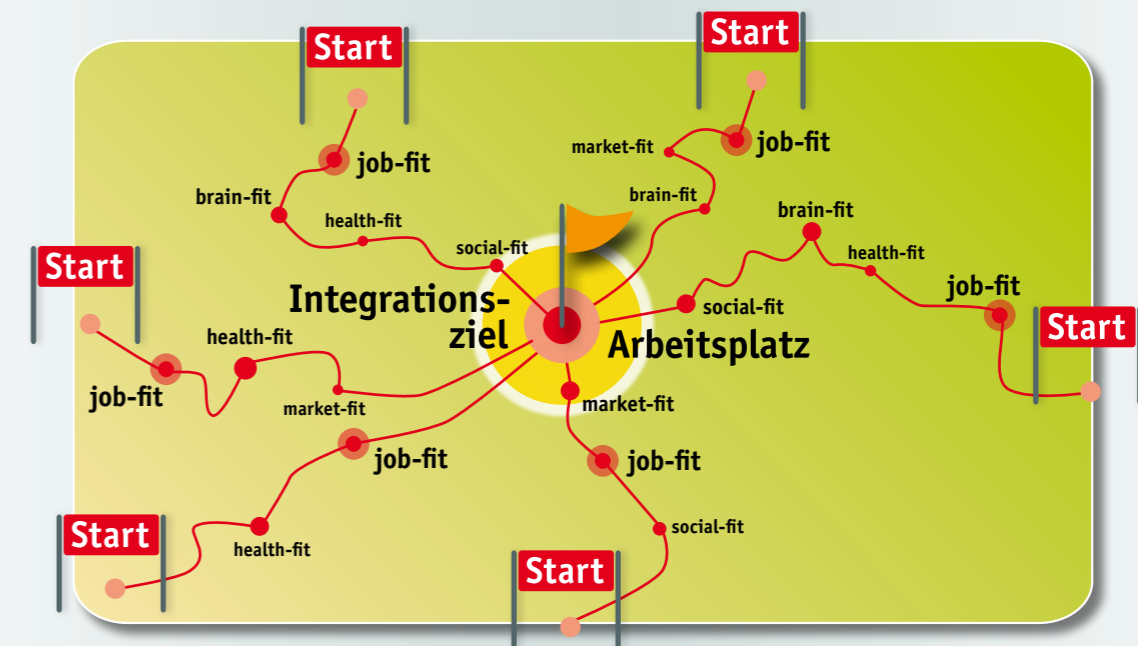 Start
Start
job-fit
market-fit
job-fit
brain-fit
brain-fit
brain-fit
health-fit
social-fit
health-fit
Start
job-fit
Integrations-
ziel
social-fit
Start
health-fit
Arbeitsplatz
job-fit
market-fit
market-fit
job-fit
job-fit
Start
health-fit
social-fit
Start